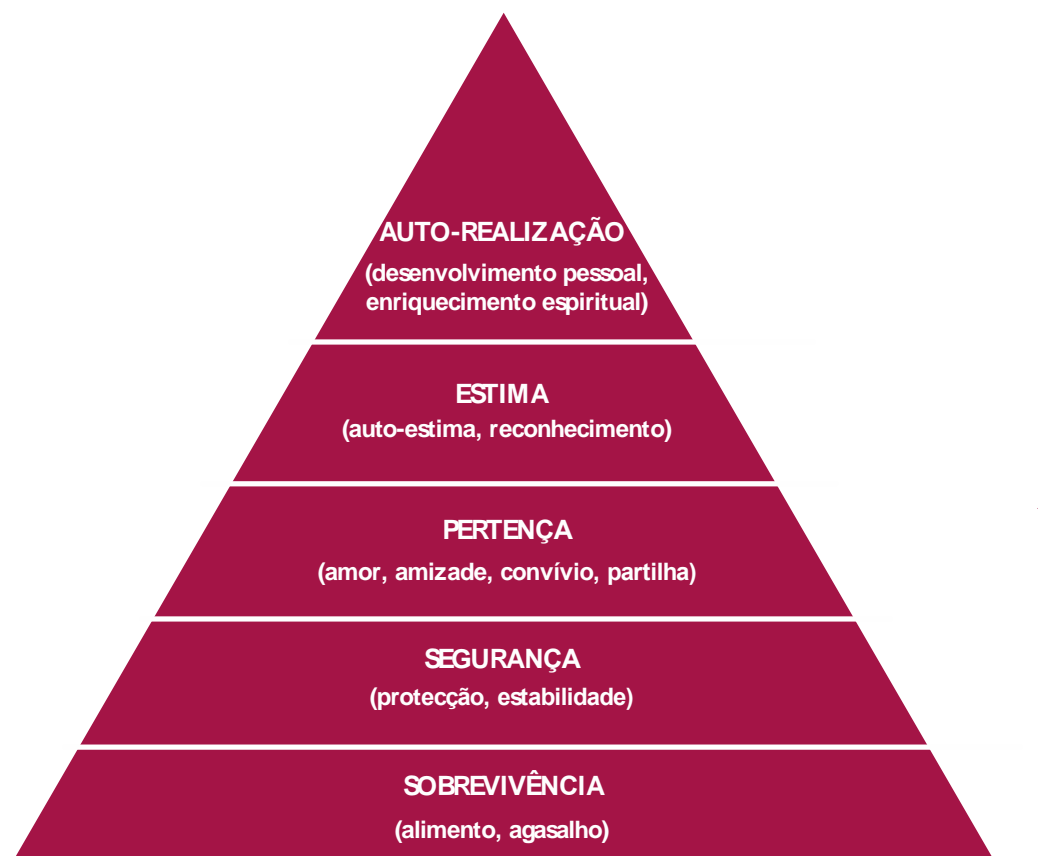 AUTO-REALIZAÇÃO
(desenvolvimento pessoal,
enriquecimento espiritual)
ESTIMA
(auto-estima, reconhecimento)
PERTENÇA
(amor, amizade, convívio, partilha)
SEGURANÇA
(protecção, estabilidade)
SOBREVIVÊNCIA
(alimento, agasalho)